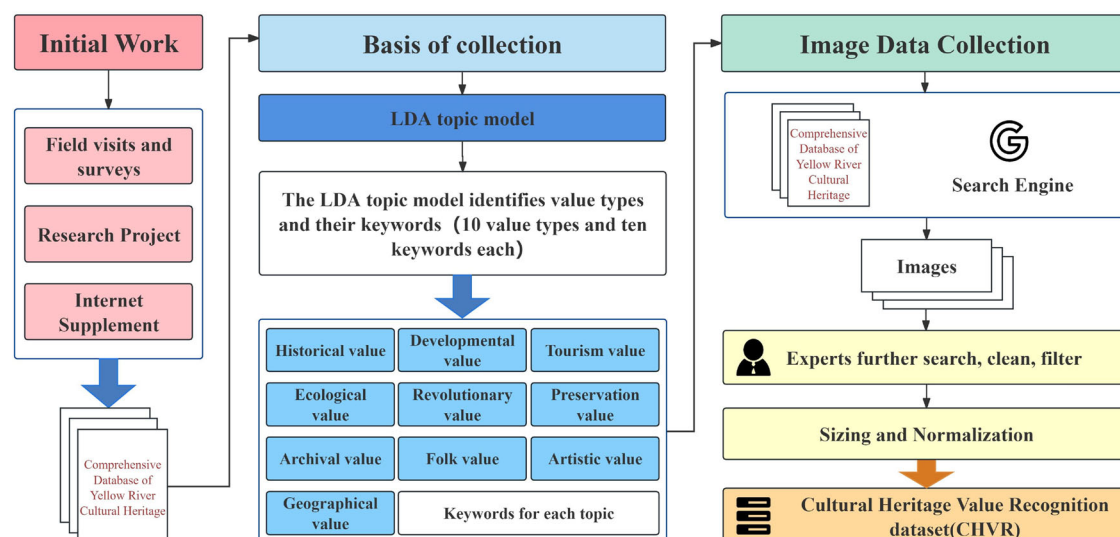 Initial Work
Field visits and
surveys
Research Project
Internet
Supplement
Comprehensive
Database of
Yellow River
Cultural Heritage
Basis of collection
LDA topic model
The LDA topic model identifies value types
and their keywords（10 value types and ten
keywords each）
Historical value
Developmental
value
Tourism value
Ecological
value
Revolutionary
value
Preservation
value
Archival value
Folk value
Artistic value
Geographical
value
Keywords for each topic
Image Data Collection
Comprehensive
Database of
Yellow River
Cultural
Heritage
G
Search Engine
Images
Experts further search, clean, filter
Sizing and Normalization
Cultural Heritage Value Recognition
dataset(CHVR)